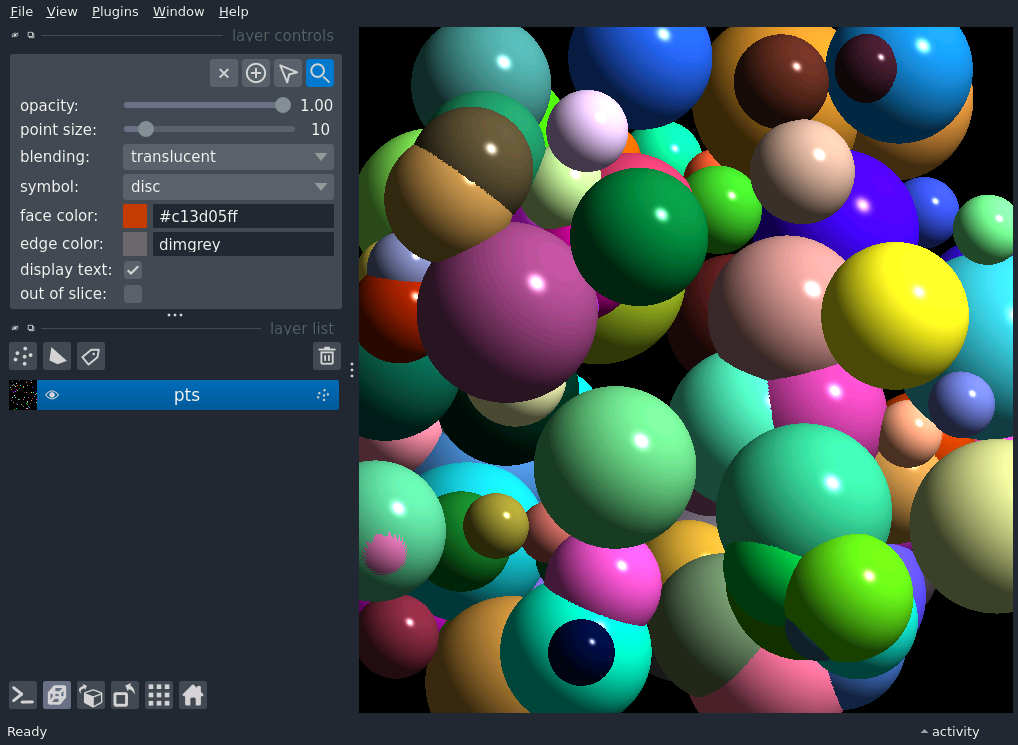 File View Plugins Window Help
layer controls
opacity: 1.00
point size: 10
blending: translucent
symbol: disc
face color: #c13d05ff
edge color: dimgrey
display text:
out of slice:
layer list
pts
Ready activity